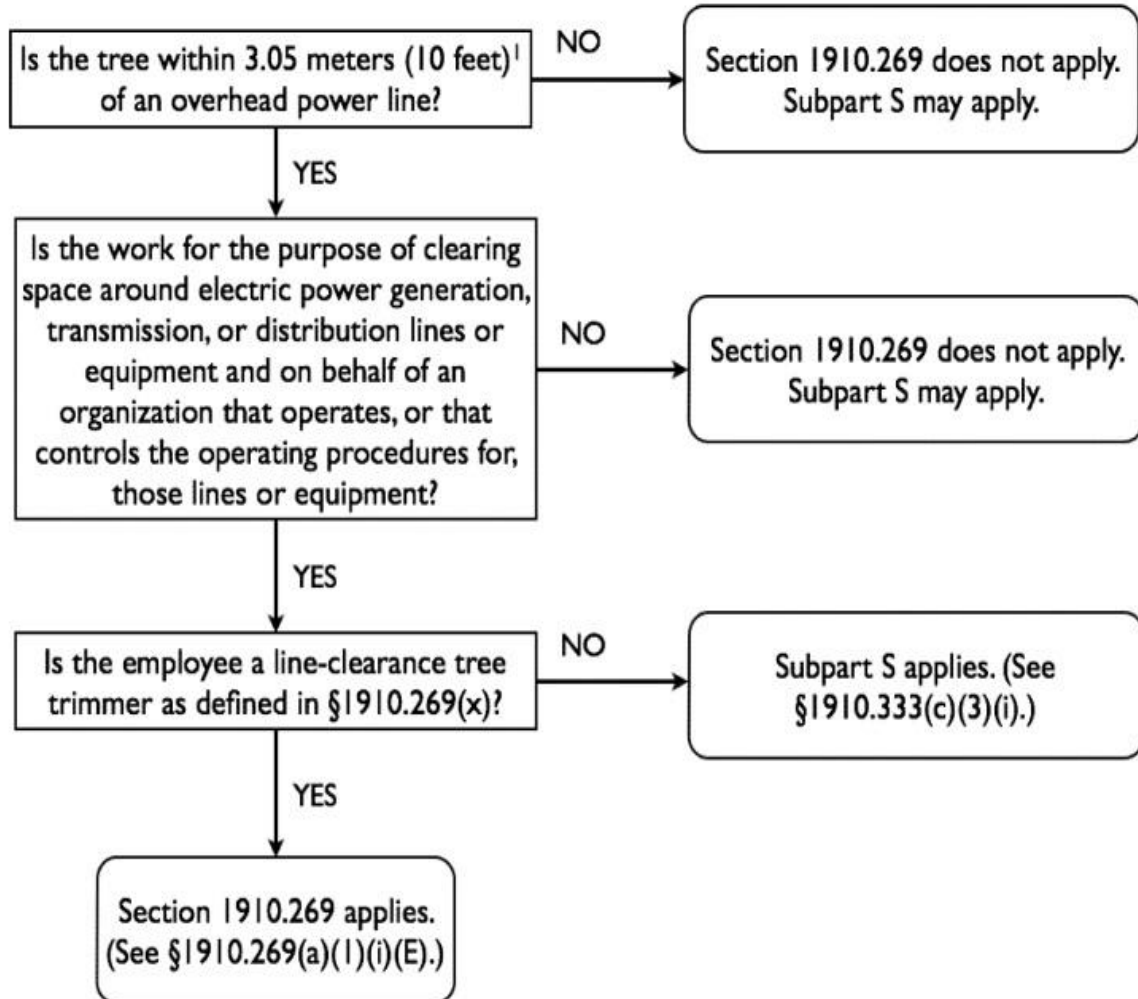 Is the tree within 3.05 meters (10 feet)¹
of an overhead power line?
NO
Section 1910.269 does not apply.
Subpart S may apply.
YES
Is the work for the purpose of clearing
space around electric power generation,
transmission, or distribution lines or
equipment and on behalf of an
organization that operates, or that
controls the operating procedures for,
those lines or equipment?
NO
Section 1910.269 does not apply.
Subpart S may apply.
YES
Is the employee a line-clearance tree
trimmer as defined in §1910.269(x)?
NO
Subpart S applies. (See
§1910.333(c)(3)(i).)
YES
Section 1910.269 applies.
(See §1910.269(a)(1)(i)(E).)